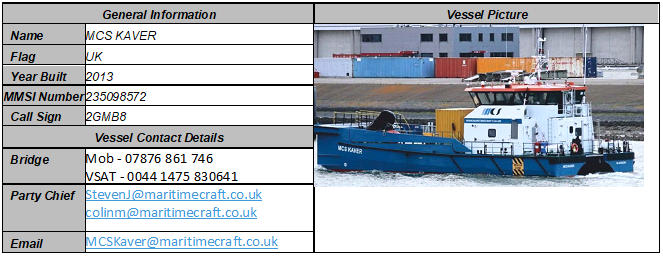 General Information
Vessel Picture
Name MCS KAVER
Flag UK
Year Built 2013
MMSI Number 235098572
Call Sign 2GMB8
Vessel Contact Details
Bridge Mob - 07876 861 746
VSAT - 0044 1475 830641
Party Chief StevenJ@maritimecraft.co.uk
colinm@maritimecraft.co.uk
Email MCSKaver@maritimecraft.co.uk
MCS
MCS KAVER